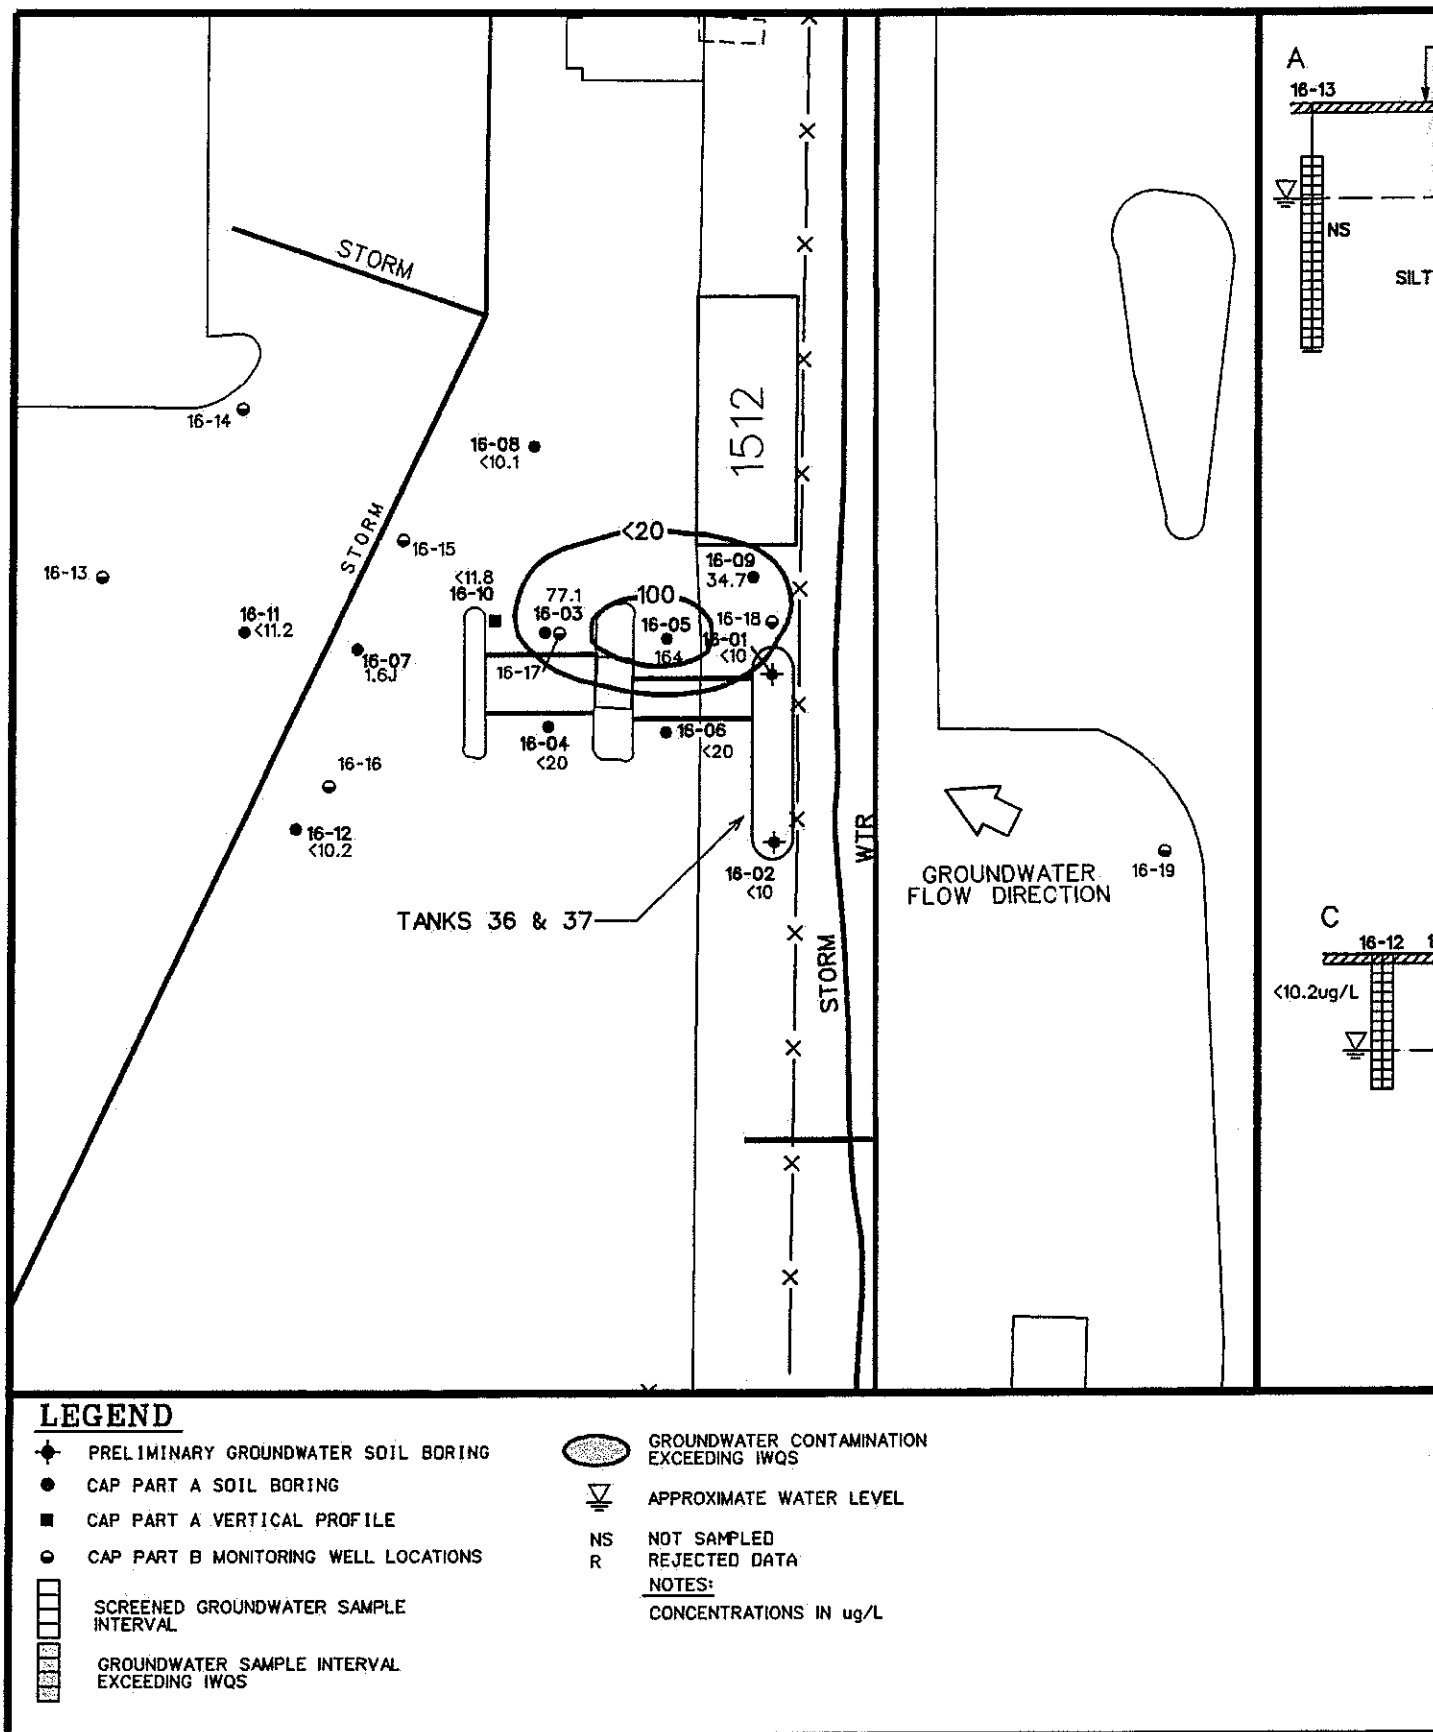 A
16-13
NS
SILT
STORM
1512
16-14
16-08
<10.1
STORM
<20
16-15
16-09
34.7
16-13
<11.8
16-10
77.1
16-03
100
16-18
16-11
<11.2
16-05
164
16-01
<10
16-07
1.6J
16-17
16-04
<20
16-06
<20
16-16
16-12
<10.2
WTR
16-02
<10
GROUNDWATER
FLOW DIRECTION
16-19
TANKS 36 & 37
STORM
C
16-12
<10.2ug/L
LEGEND
PRELIMINARY GROUNDWATER SOIL BORING
CAP PART A SOIL BORING
CAP PART A VERTICAL PROFILE
CAP PART B MONITORING WELL LOCATIONS
SCREENED GROUNDWATER SAMPLE
INTERVAL
GROUNDWATER SAMPLE INTERVAL
EXCEEDING IWQS
GROUNDWATER CONTAMINATION
EXCEEDING IWQS
APPROXIMATE WATER LEVEL
NS NOT SAMPLED
R REJECTED DATA
NOTES:
CONCENTRATIONS IN ug/L